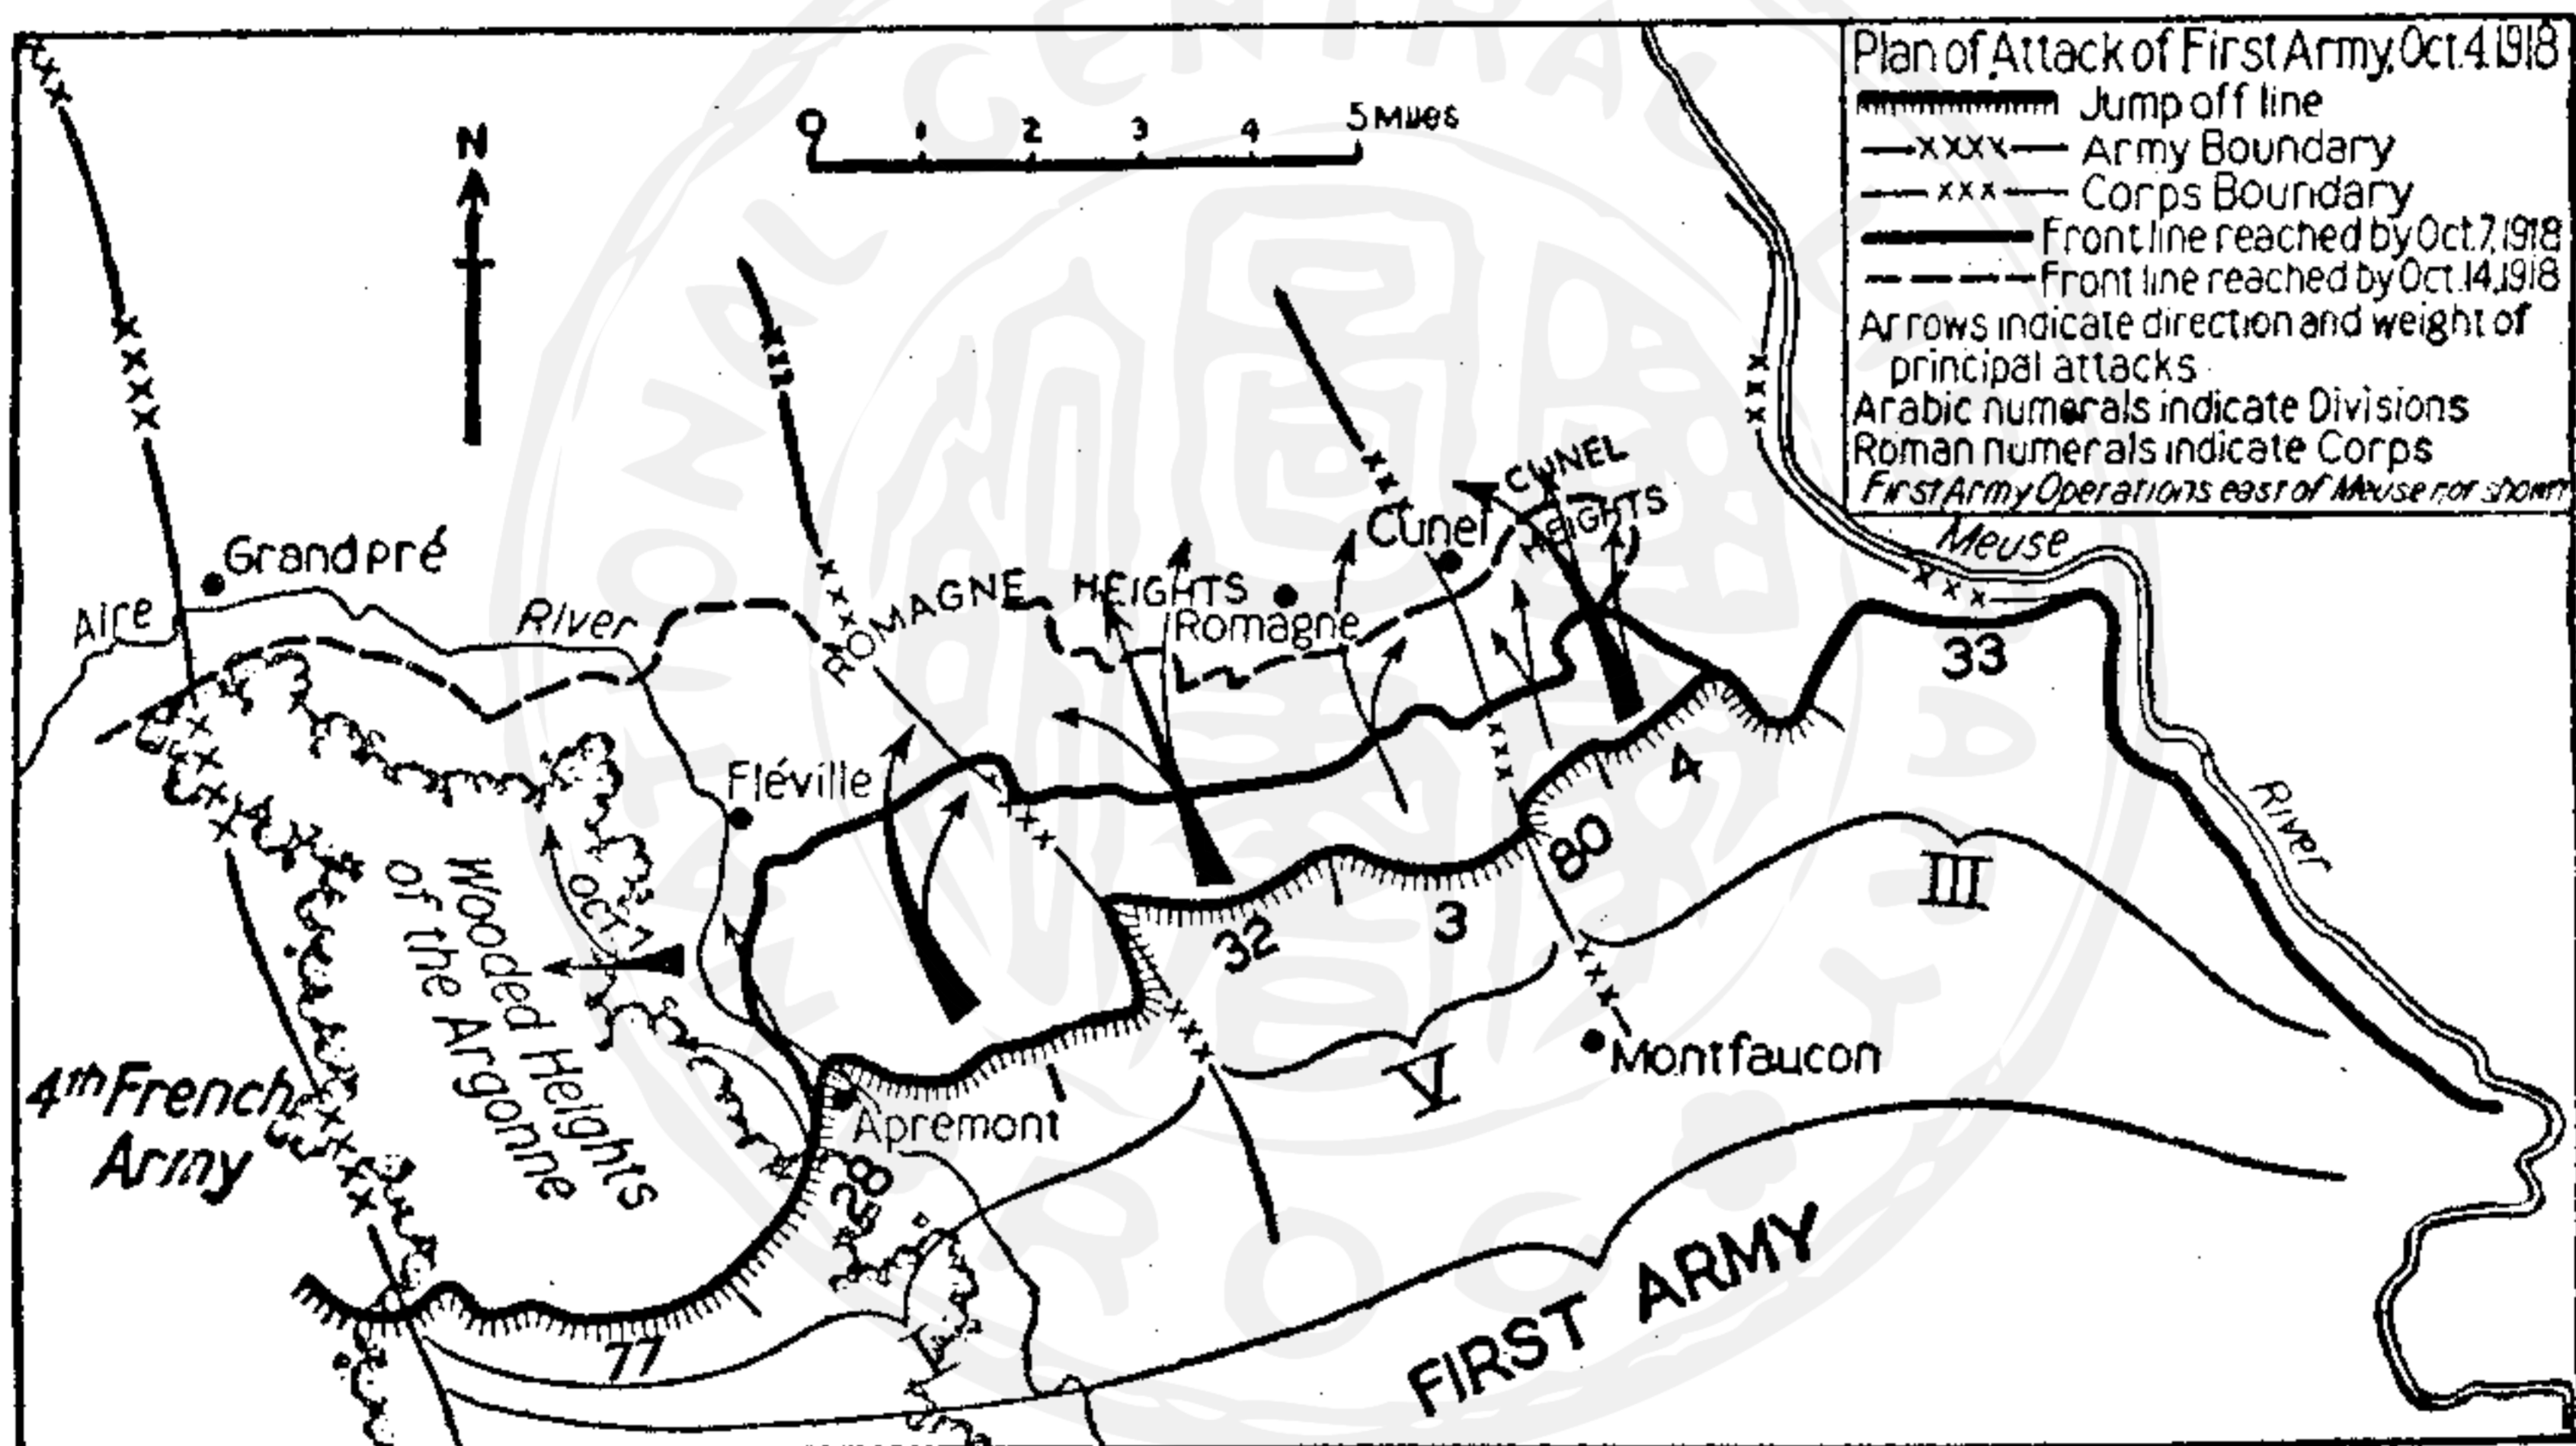 Plan of Attack of First Army, Oct. 4, 1918
Jump off line
Army Boundary
Corps Boundary
Front line reached by Oct. 7, 1918
Front line reached by Oct. 14, 1918
Arrows indicate direction and weight of
principal attacks
Arabic numerals indicate Divisions
Roman numerals indicate Corps
First Army Operations east of Meuse not shown
N
0 1 2 3 4 5 Miles
Grandpré
Aire
River
ROMAGNE HEIGHTS
Romagne
CUNEL
HEIGHTS
Cunel
Meuse
River
33
4
80
3
32
III
V
I
28
77
Fléville
Oct 7
Wooded Heights
of the Argonne
4th French
Army
Apremont
Montfaucon
FIRST ARMY